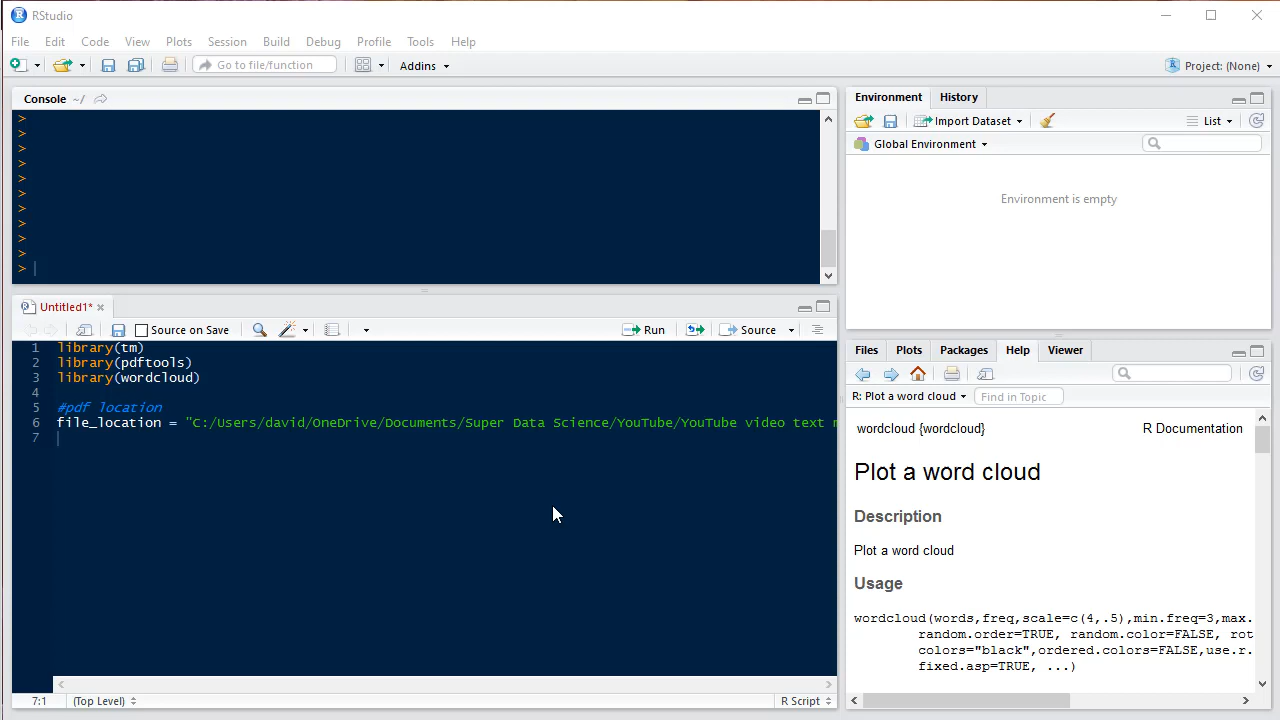 RStudio
File Edit Code View Plots Session Build Debug Profile Tools Help
Go to file/function Addins Project: (None)
Console ~/
>
>
>
>
>
>
>
>
>
>
>
Untitled1*
Source on Save Run Source
1 library(tm)
2 library(pdftools)
3 library(wordcloud)
4
5 #pdf location
6 file_location = "C:/Users/david/OneDrive/Documents/Super Data Science/YouTube/YouTube video text
7
7:1 (Top Level) R Script
Environment History
Import Dataset List
Global Environment
Environment is empty
Files Plots Packages Help Viewer
R: Plot a word cloud Find in Topic
wordcloud {wordcloud} R Documentation
Plot a word cloud
Description
Plot a word cloud
Usage
wordcloud(words,freq,scale=c(4,.5),min.freq=3,max.
random.order=TRUE, random.color=FALSE, rot
colors="black",ordered.colors=FALSE,use.r.
fixed.asp=TRUE, ...)